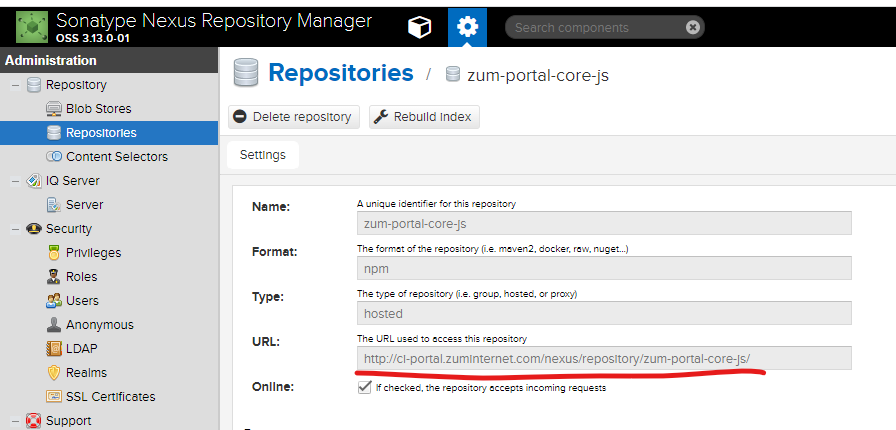 Sonatype Nexus Repository Manager
OSS 3.13.0-01
Search components
Administration
Repository
Blob Stores
Repositories
Content Selectors
IQ Server
Server
Security
Privileges
Roles
Users
Anonymous
LDAP
Realms
SSL Certificates
Support
Repositories / zum-portal-core-js
Delete repository
Rebuild index
Settings
Name:
A unique identifier for this repository
zum-portal-core-js
Format:
The format of the repository (i.e. maven2, docker, raw, nuget...)
npm
Type:
The type of repository (i.e. group, hosted, or proxy)
hosted
URL:
The URL used to access this repository
http://ci-portal.zuminternet.com/nexus/repository/zum-portal-core-js/
Online:
If checked, the repository accepts incoming requests